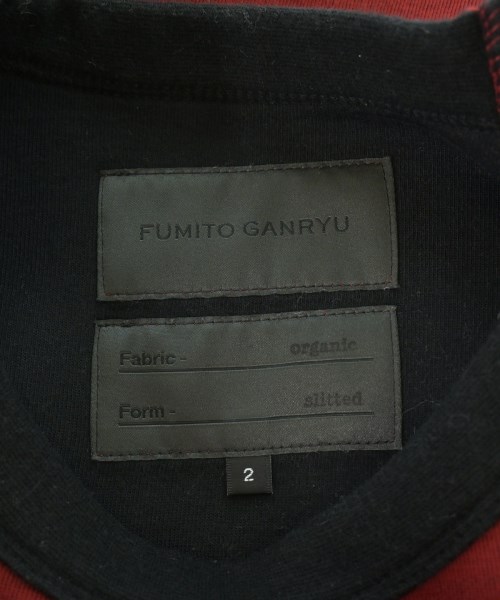 FUMITO GANRYU
Fabric - organic
Form - slitted
2